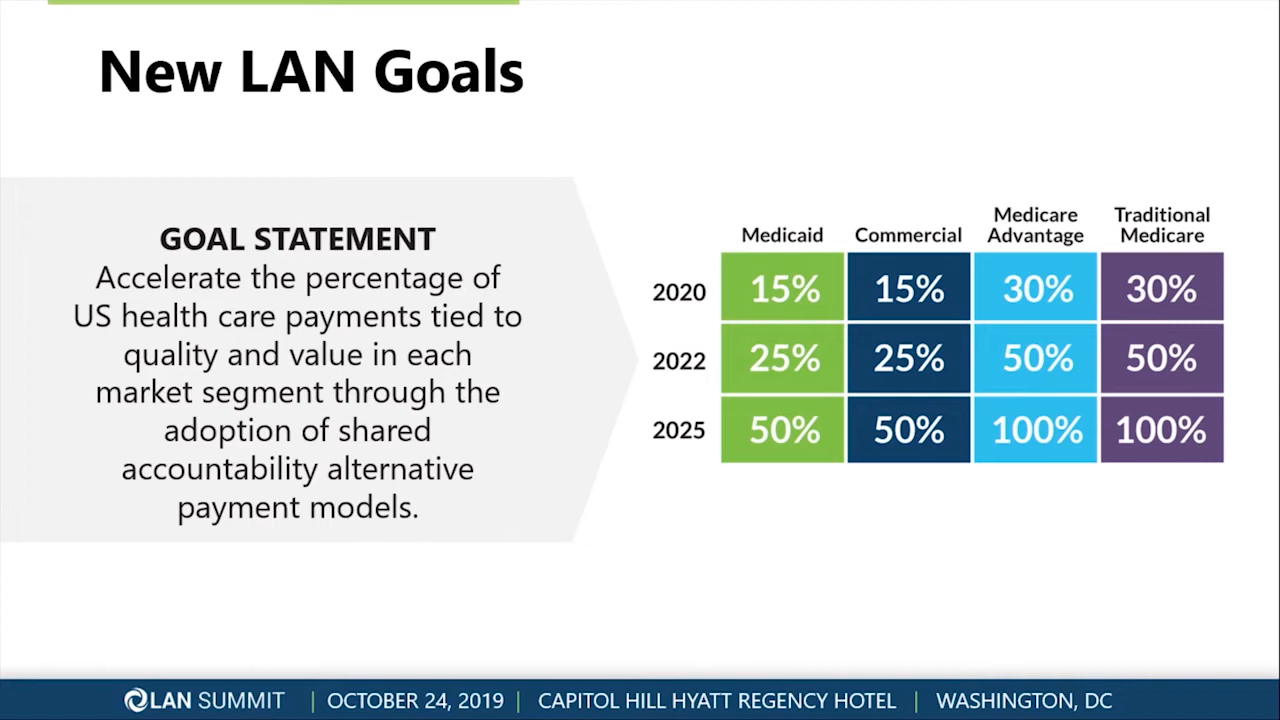 New LAN Goals
GOAL STATEMENT
Accelerate the percentage of
US health care payments tied to
quality and value in each
market segment through the
adoption of shared
accountability alternative
payment models.
Medicaid Commercial Medicare Advantage Traditional Medicare
2020 15% 15% 30% 30%
2022 25% 25% 50% 50%
2025 50% 50% 100% 100%
LAN SUMMIT | OCTOBER 24, 2019 | CAPITOL HILL HYATT REGENCY HOTEL | WASHINGTON, DC